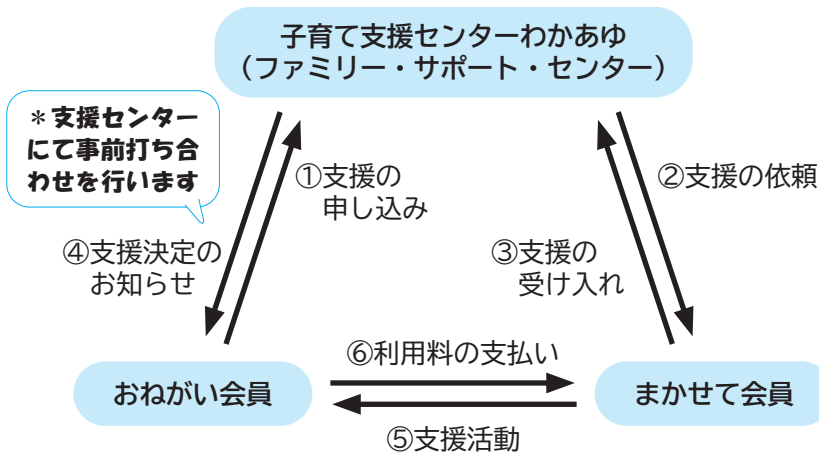 子育て支援センターわかあゆ
（ファミリー・サポート・センター）
＊支援センター
にて事前打ち合
わせを行います
①支援の
申し込み
②支援の依頼
③支援の
受け入れ
④支援決定の
お知らせ
⑥利用料の支払い
おねがい会員
まかせて会員
⑤支援活動